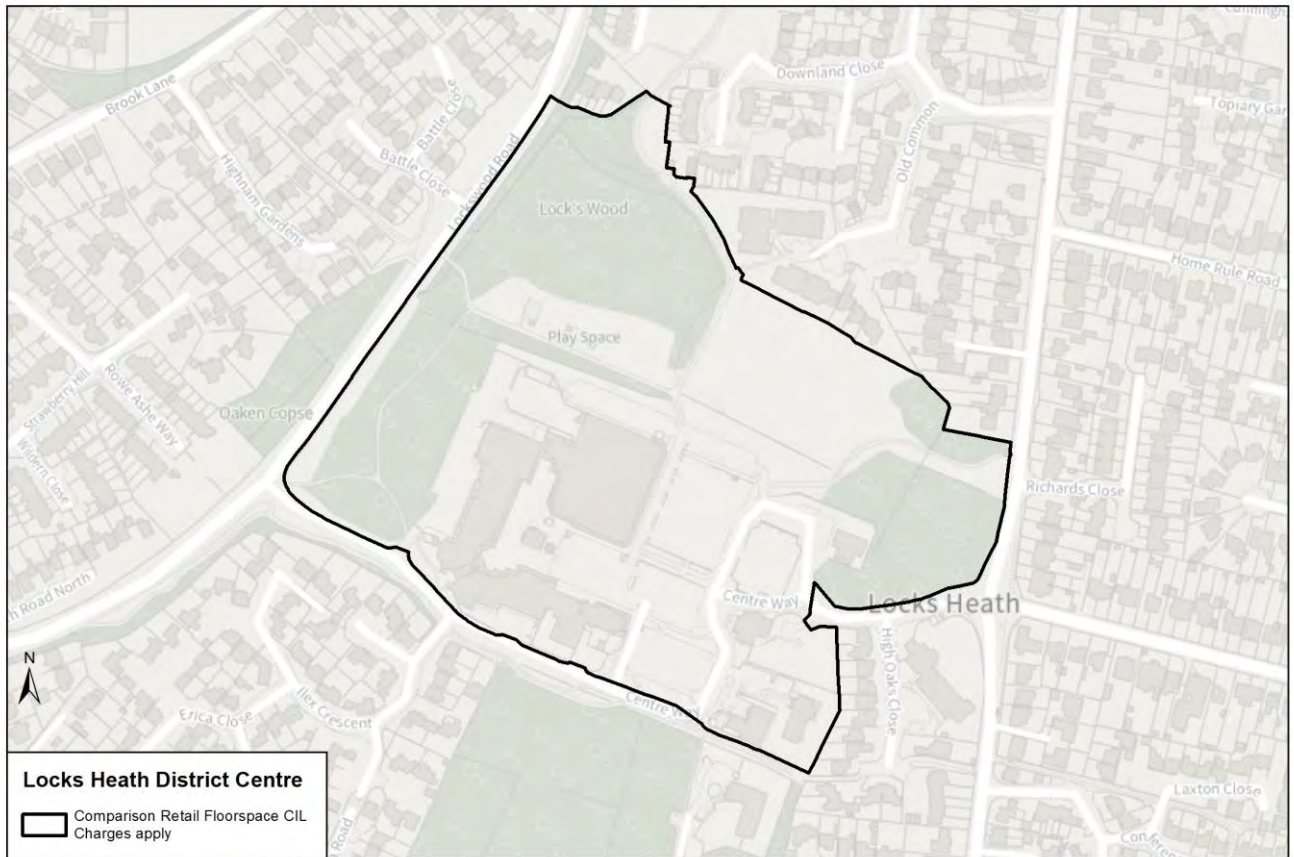 Downland Close
Brook Lane
Battle Close
Topiary Gar
Old Common
Battle Close
Lockswood Road
Highnam Gardens
Lock's Wood
Home Rule Road
Play Space
Strawberry Hill
Rowe Ashe Way
Oaken Copse
Wildern Close
Richards Close
h Road North
Centre Way
Locks Heath
High Oaks Close
N
Ilex Crescent
Erica Close
Centre Way
Locks Heath District Centre
Comparison Retail Floorspace CIL
Charges apply
Laxton Close
Road